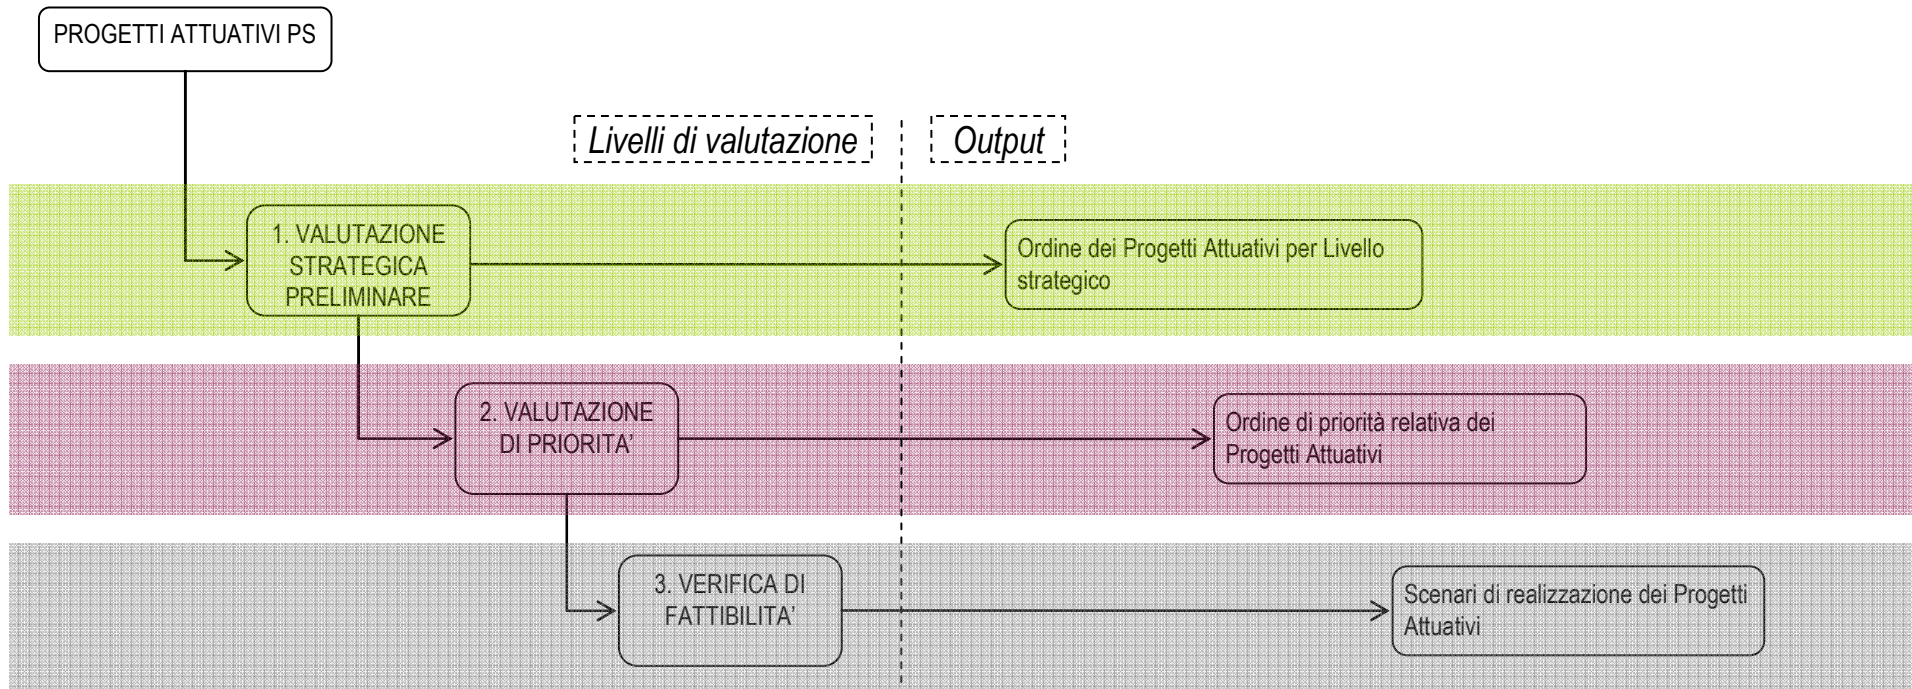 PROGETTI ATTUATIVI PS
Livelli di valutazione
Output
1. VALUTAZIONE
STRATEGICA
PRELIMINARE
Ordine dei Progetti Attuativi per Livello
strategico
2. VALUTAZIONE
DI PRIORITA’
Ordine di priorità relativa dei
Progetti Attuativi
3. VERIFICA DI
FATTIBILITA’
Scenari di realizzazione dei Progetti
Attuativi